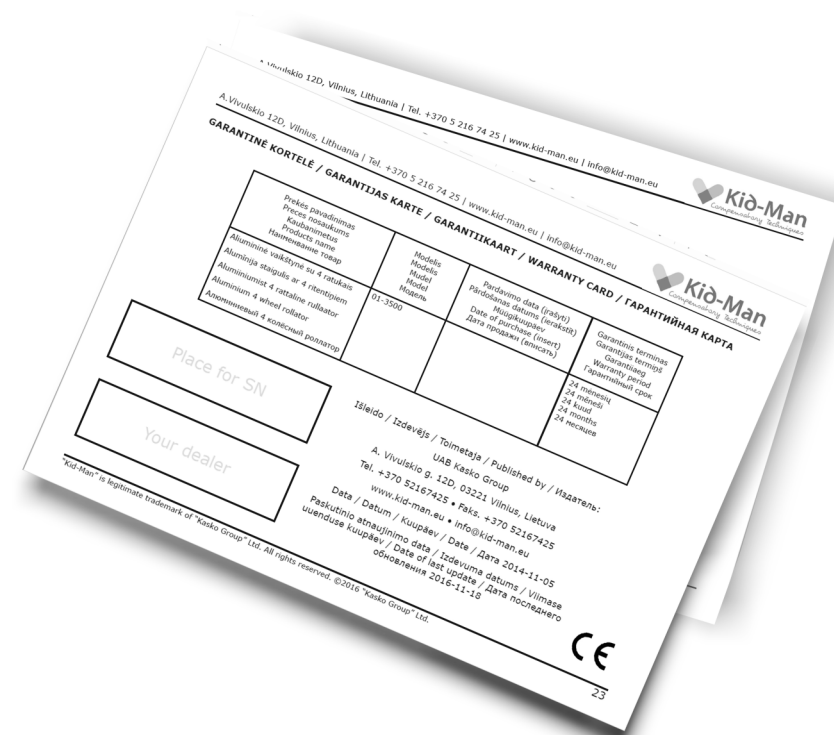 A.Vivulskio 12D, Vilnius, Lithuania | Tel. +370 5 216 74 25 | www.kid-man.eu | info@kid-man.eu
Kid-Man
Compensatory Techniques
A.Vivulskio 12D, Vilnius, Lithuania | Tel. +370 5 216 74 25 | www.kid-man.eu | info@kid-man.eu
Kid-Man
Compensatory Techniques
GARANTINĖ KORTELĖ / GARANTIJAS KARTE / GARANTIIKAART / WARRANTY CARD / ГАРАНТИЙНАЯ КАРТА
Prekės pavadinimas
Preces nosaukums
Kaubanimetus
Products name
Наименвание товар
Modelis
Modelis
Mudel
Model
Модель
Pardavimo data (įrašyti)
Pārdošanas datums (ierakstīt)
Müügikuupäev
Date of purchase (insert)
Дата продажи (вписать)
Garantinis terminas
Garantijas termiņš
Garantiiaeg
Warranty period
Гарантийный срок
Aliumininė vaikštynė su 4 ratukais
Alumīnija staigulis ar 4 ritentiņiem
Alumiiniumist 4 rattaline rullaator
Aluminium 4 wheel rollator
Алюминиевый 4 колёсный роллатор
01-3500
24 mėnesių
24 mēneši
24 kuud
24 months
24 месяцев
Place for SN
Your dealer
Išleido / Izdevējs / Toimetaja / Published by / Издатель:
UAB Kasko Group
A. Vivulskio g. 12D, 03221 Vilnius, Lietuva
Tel. +370 52167425 • Faks. +370 52167425
www.kid-man.eu • info@kid-man.eu
Data / Datum / Kuupäev / Date / Дата 2014-11-05
Paskutinio atnaujinimo data / Izdevuma datums / Viimase
uuenduse kuupäev / Date of last update / Дата последнего
обновления 2016-11-18
CE
"Kid-Man" is legitimate trademark of "Kasko Group" Ltd. All rights reserved. ©2016 "Kasko Group" Ltd.
23